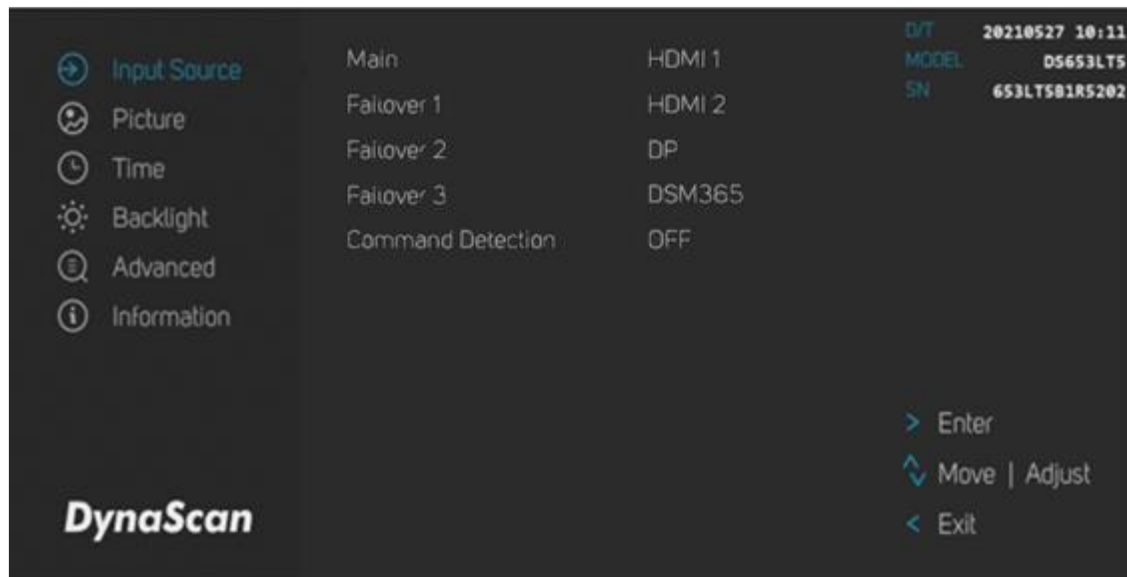 Input Source
Picture
Time
Backlight
Advanced
Information
DynaScan
Main HDMI 1
Failover 1 HDMI 2
Failover 2 DP
Failover 3 DSM365
Command Detection OFF
D/T 20210527 10:11
MODEL DS653LT5
SN 653LT5B1R5202
> Enter
Move | Adjust
< Exit